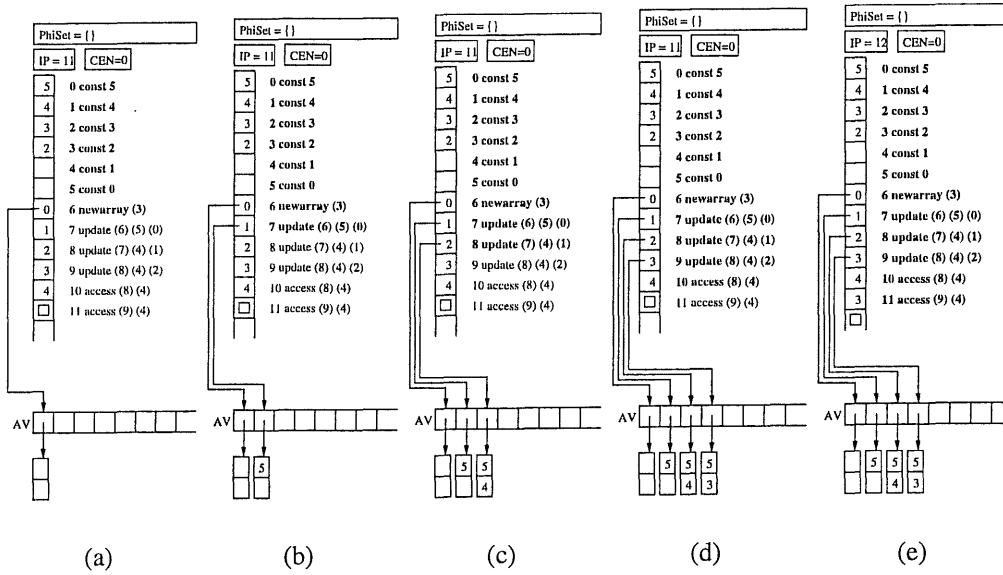 PhiSet = { }
IP = 11 CEN=0
5 0 const 5
4 1 const 4
3 2 const 3
2 3 const 2
4 const 1
5 const 0
0 6 newarray (3)
1 7 update (6) (5) (0)
2 8 update (7) (4) (1)
3 9 update (8) (4) (2)
4 10 access (8) (4)
11 access (9) (4)
AV
(a)
PhiSet = { }
IP = 11 CEN=0
5 0 const 5
4 1 const 4
3 2 const 3
2 3 const 2
4 const 1
5 const 0
0 6 newarray (3)
1 7 update (6) (5) (0)
2 8 update (7) (4) (1)
3 9 update (8) (4) (2)
4 10 access (8) (4)
11 access (9) (4)
AV
5
(b)
PhiSet = { }
IP = 11 CEN=0
5 0 const 5
4 1 const 4
3 2 const 3
2 3 const 2
4 const 1
5 const 0
0 6 newarray (3)
1 7 update (6) (5) (0)
2 8 update (7) (4) (1)
3 9 update (8) (4) (2)
4 10 access (8) (4)
11 access (9) (4)
AV
5 5
4
(c)
PhiSet = { }
IP = 11 CEN=0
5 0 const 5
4 1 const 4
3 2 const 3
2 3 const 2
4 const 1
5 const 0
0 6 newarray (3)
1 7 update (6) (5) (0)
2 8 update (7) (4) (1)
3 9 update (8) (4) (2)
4 10 access (8) (4)
11 access (9) (4)
AV
5 5 5
4 3
(d)
PhiSet = { }
IP = 12 CEN=0
5 0 const 5
4 1 const 4
3 2 const 3
2 3 const 2
4 const 1
5 const 0
0 6 newarray (3)
1 7 update (6) (5) (0)
2 8 update (7) (4) (1)
3 9 update (8) (4) (2)
4 10 access (8) (4)
3 11 access (9) (4)
AV
5 5 5
4 3
(e)